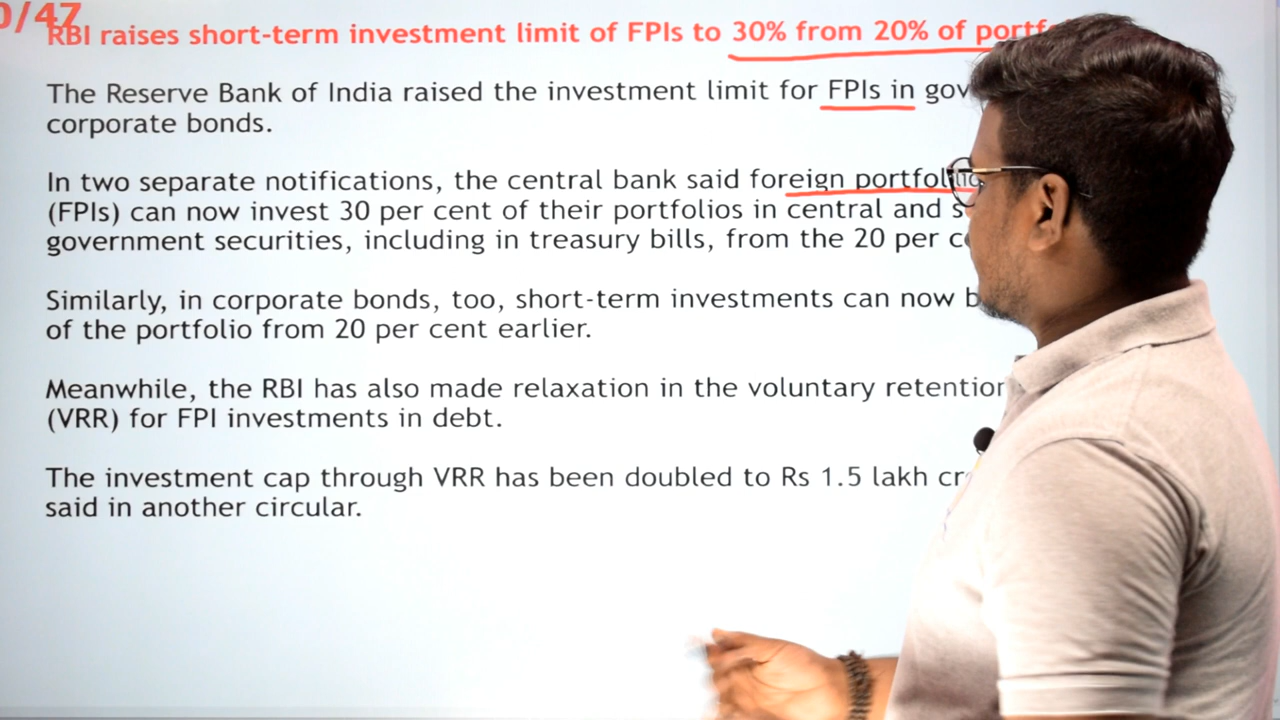 0/47
RBI raises short-term investment limit of FPIs to 30% from 20% of
The Reserve Bank of India raised the investment limit for FPIs in
corporate bonds.
In two separate notifications, the central bank said foreign
(FPIs) can now invest 30 per cent of their portfolios in central and
government securities, including in treasury bills, from the 20 per
Similarly, in corporate bonds, too, short-term investments can now
of the portfolio from 20 per cent earlier.
Meanwhile, the RBI has also made relaxation in the voluntary retention
(VRR) for FPI investments in debt.
The investment cap through VRR has been doubled to Rs 1.5 lakh
said in another circular.